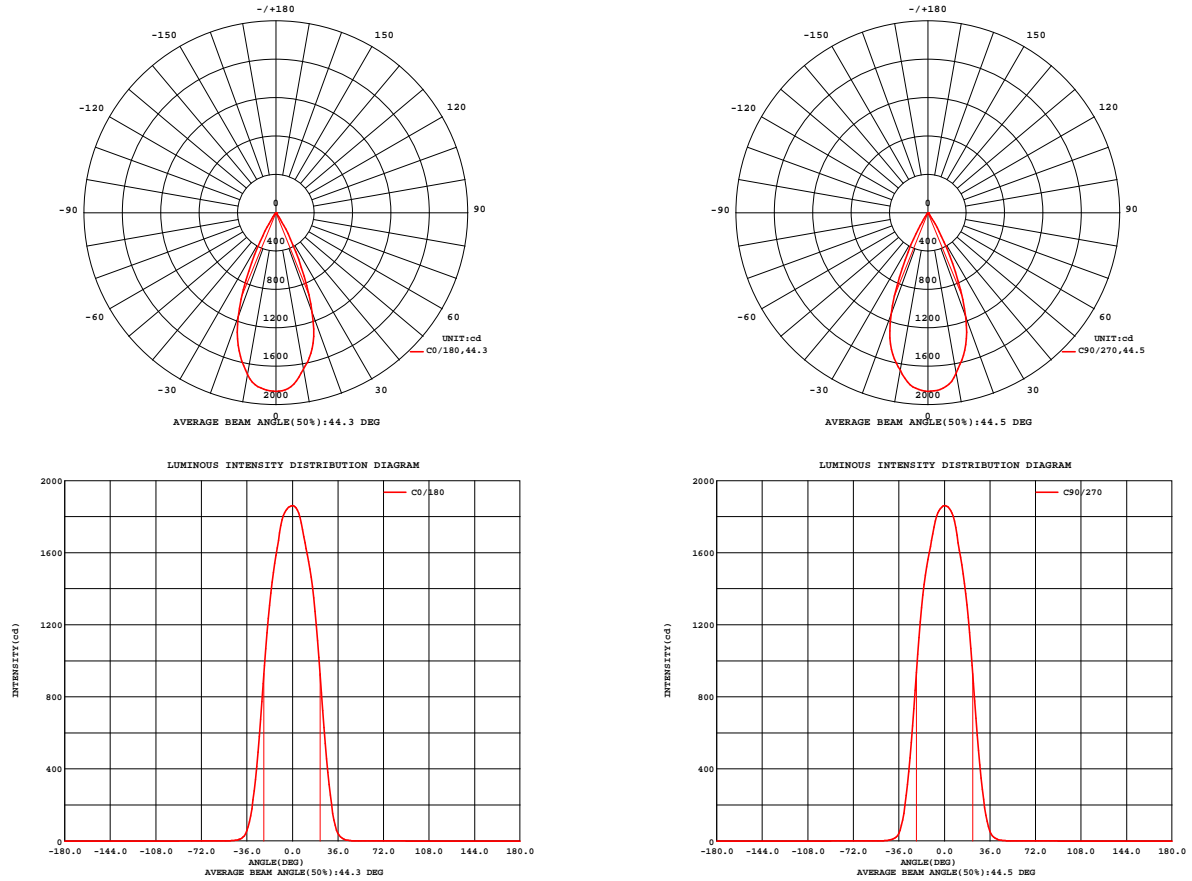 -/+180
-150 150
-120 120
-90 90
-60 60
-30 30
0
0
400
800
1200
1600
2000
UNIT:cd
C0/180,44.3
AVERAGE BEAM ANGLE(50%):44.3 DEG
-/+180
-150 150
-120 120
-90 90
-60 60
-30 30
0
0
400
800
1200
1600
2000
UNIT:cd
C90/270,44.5
AVERAGE BEAM ANGLE(50%):44.5 DEG
LUMINOUS INTENSITY DISTRIBUTION DIAGRAM
C0/180
INTENSITY(cd)
2000
1600
1200
800
400
0
-180.0 -144.0 -108.0 -72.0 -36.0 0.0 36.0 72.0 108.0 144.0 180.0
ANGLE(DEG)
AVERAGE BEAM ANGLE(50%):44.3 DEG
LUMINOUS INTENSITY DISTRIBUTION DIAGRAM
C90/270
INTENSITY(cd)
2000
1600
1200
800
400
0
-180.0 -144.0 -108.0 -72.0 -36.0 0.0 36.0 72.0 108.0 144.0 180.0
ANGLE(DEG)
AVERAGE BEAM ANGLE(50%):44.5 DEG